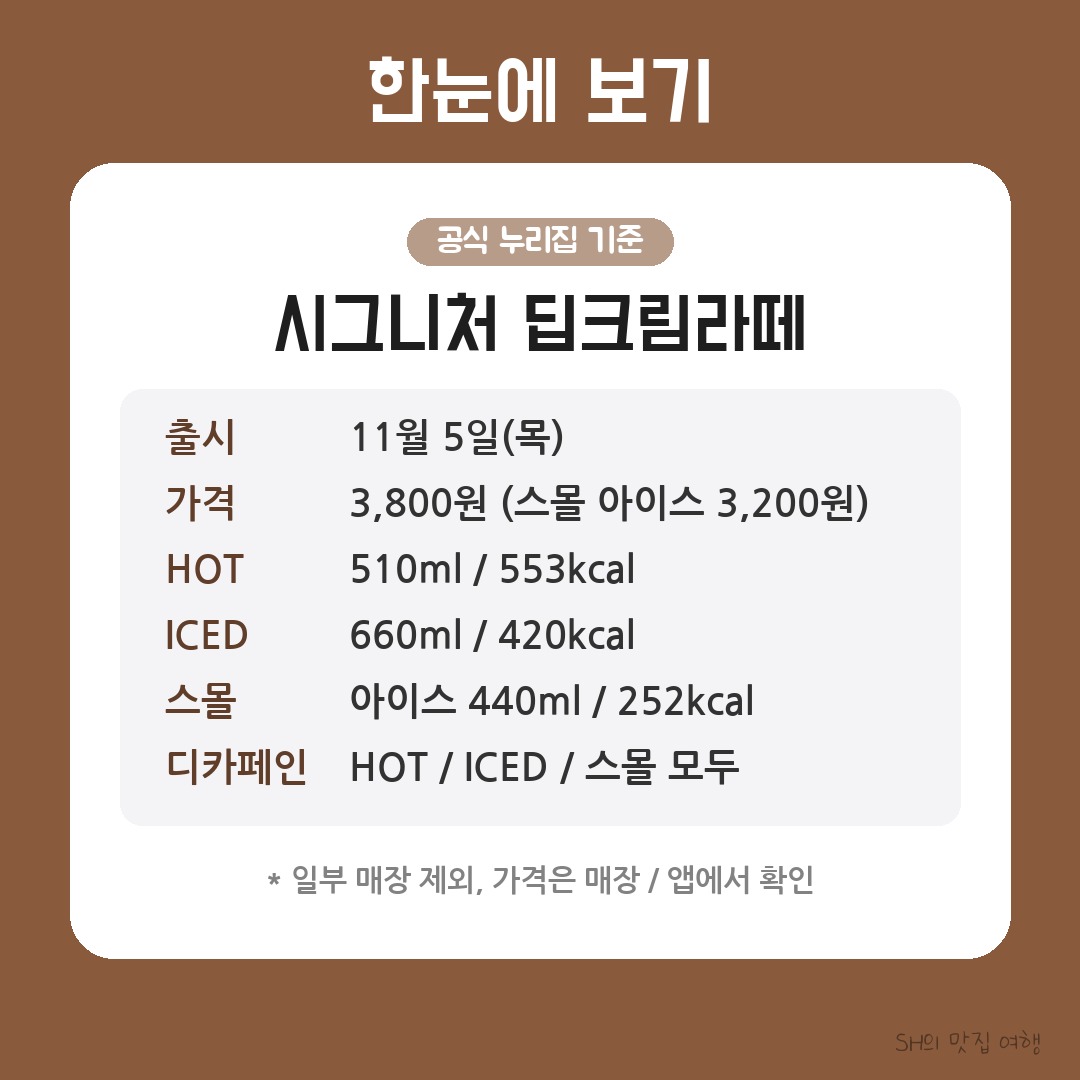 한눈에 보기
공식 누리집 기준
시그니처 딥크림라떼
출시 11월 5일(목)
가격 3,800원 (스몰 아이스 3,200원)
HOT 510ml / 553kcal
ICED 660ml / 420kcal
스몰 아이스 440ml / 252kcal
디카페인 HOT / ICED / 스몰 모두
* 일부 매장 제외, 가격은 매장 / 앱에서 확인
SH의 맛집 여행